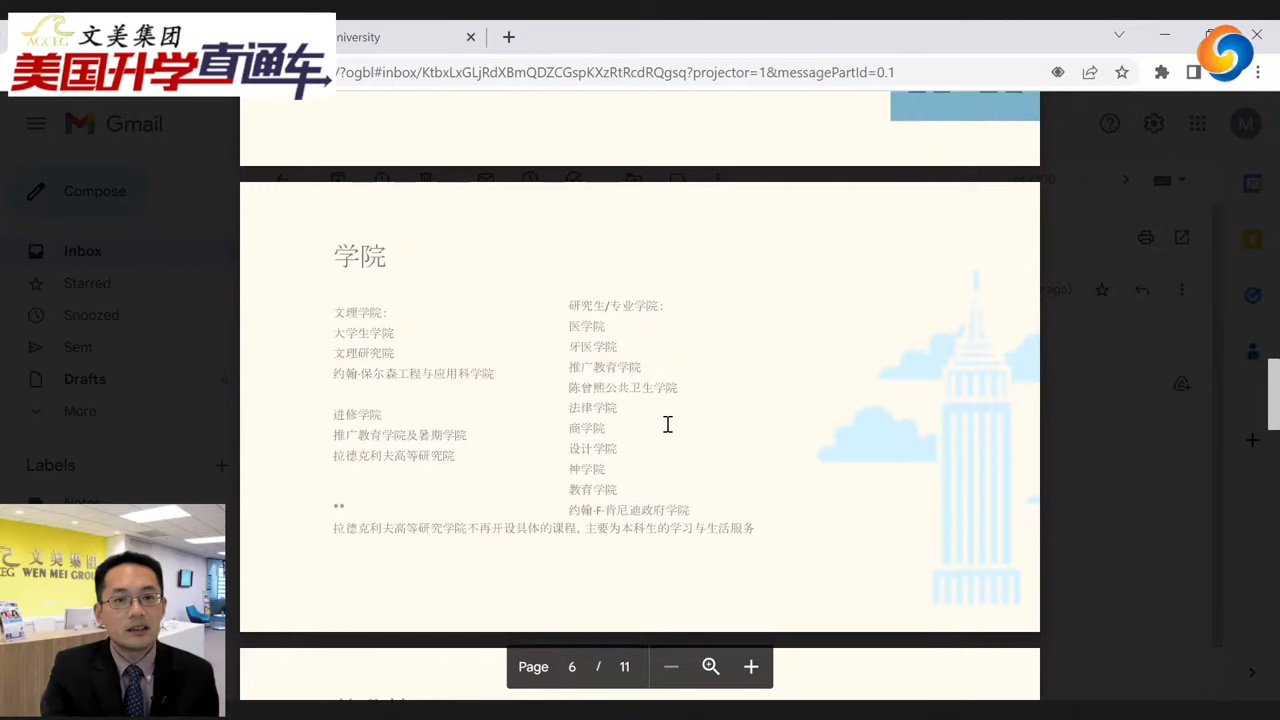 文美集团
AGCEG
美国升学直通车
university
/?ogbl#inbox/KtbxLxGLjRdXBmQDZCGspKXzRtRcdRQgsq?projector=1&messagePartId=0.1
Gmail
M
Compose
Inbox
Starred
Snoozed
Sent
Drafts
6
More
Labels
学院
文理学院:
大学生学院
文理研究院
约翰·保尔森工程与应用科学院
进修学院
推广教育学院及暑期学院
拉德克利夫高等研究院
研究生/专业学院:
医学院
牙医学院
推广教育学院
陈曾熙公共卫生学院
法律学院
商学院
设计学院
神学院
教育学院
约翰·F·肯尼迪政府学院
**
拉德克利夫高等研究学院不再开设具体的课程, 主要为本科生的学习与生活服务
Page 6 / 11
文美集团
WEN MEI GROUP